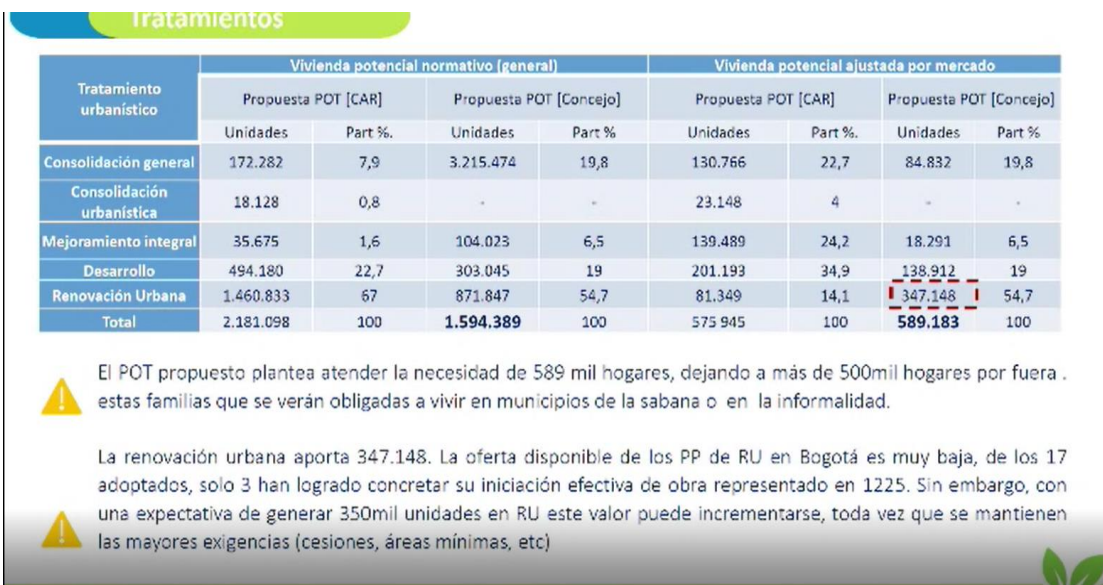 Tratamientos
Vivienda potencial normativo (general) Vivienda potencial ajustada por mercado
Tratamiento urbanístico Propuesta POT [CAR] Propuesta POT [Concejo] Propuesta POT [CAR] Propuesta POT [Concejo]
Unidades Part %. Unidades Part % Unidades Part %. Unidades Part %
Consolidación general 172.282 7,9 3.215.474 19,8 130.766 22,7 84.832 19,8
Consolidación urbanística 18.128 0,8 - - 23.148 4 - -
Mejoramiento integral 35.675 1,6 104.023 6,5 139.489 24,2 18.291 6,5
Desarrollo 494.180 22,7 303.045 19 201.193 34,9 138.912 19
Renovación Urbana 1.460.833 67 871.847 54,7 81.349 14,1 347.148 54,7
Total 2.181.098 100 1.594.389 100 575 945 100 589.183 100
El POT propuesto plantea atender la necesidad de 589 mil hogares, dejando a más de 500mil hogares por fuera .
estas familias que se verán obligadas a vivir en municipios de la sabana o en la informalidad.
La renovación urbana aporta 347.148. La oferta disponible de los PP de RU en Bogotá es muy baja, de los 17
adoptados, solo 3 han logrado concretar su iniciación efectiva de obra representado en 1225. Sin embargo, con
una expectativa de generar 350mil unidades en RU este valor puede incrementarse, toda vez que se mantienen
las mayores exigencias (cesiones, áreas mínimas, etc)